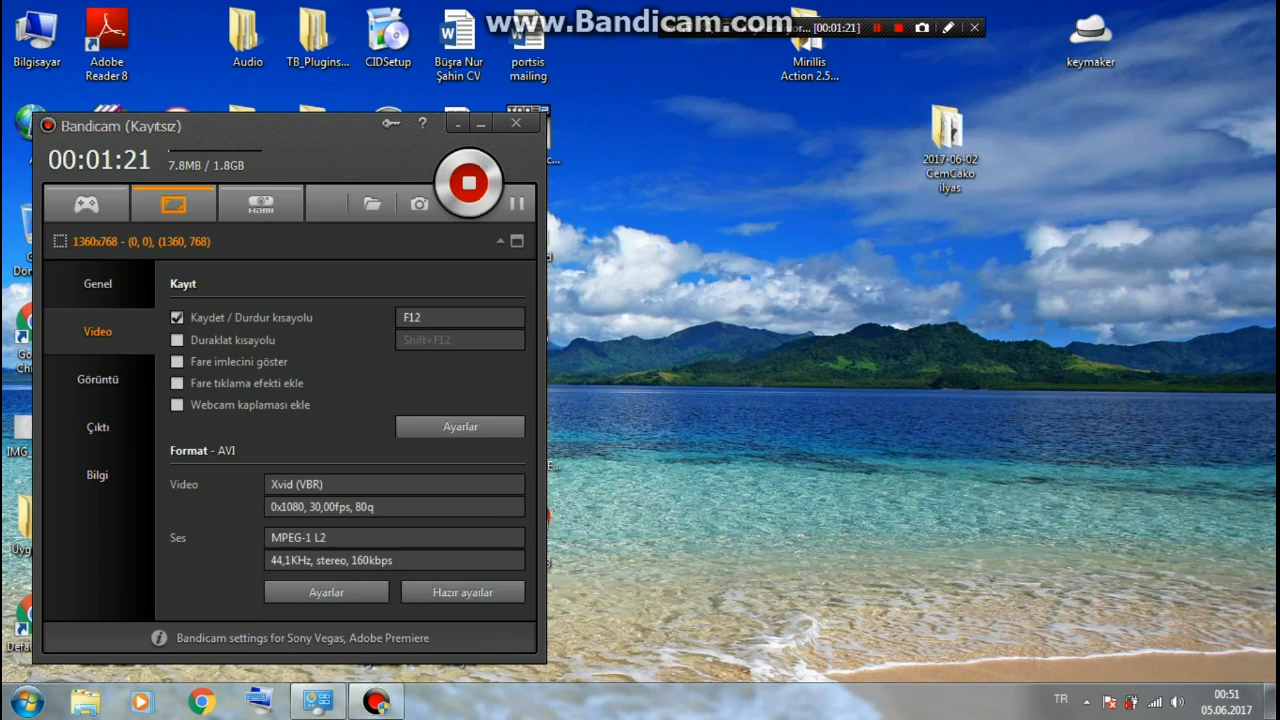 www.Bandicam.com
[00:01:21]
Bilgisayar
Adobe
Reader 8
Audio
TB_Plugins...
CIDSetup
Büşra Nur
Şahin CV
portsis
mailing
Mirillis
Action 2.5...
keymaker
2017-06-02
CemCako
ilyas
Bandicam (Kayıtsız)
00:01:21
7.8MB / 1.8GB
HDMI
1360x768 - (0, 0), (1360, 768)
Genel
Video
Görüntü
Çıktı
Bilgi
Kayıt
Kaydet / Durdur kısayolu
F12
Duraklat kısayolu
Shift+F12
Fare imlecini göster
Fare tıklama efekti ekle
Webcam kaplaması ekle
Ayarlar
Format - AVI
Video
Xvid (VBR)
0x1080, 30,00fps, 80q
Ses
MPEG-1 L2
44,1KHz, stereo, 160kbps
Ayarlar
Hazır ayarlar
Bandicam settings for Sony Vegas, Adobe Premiere
TR
00:51
05.06.2017